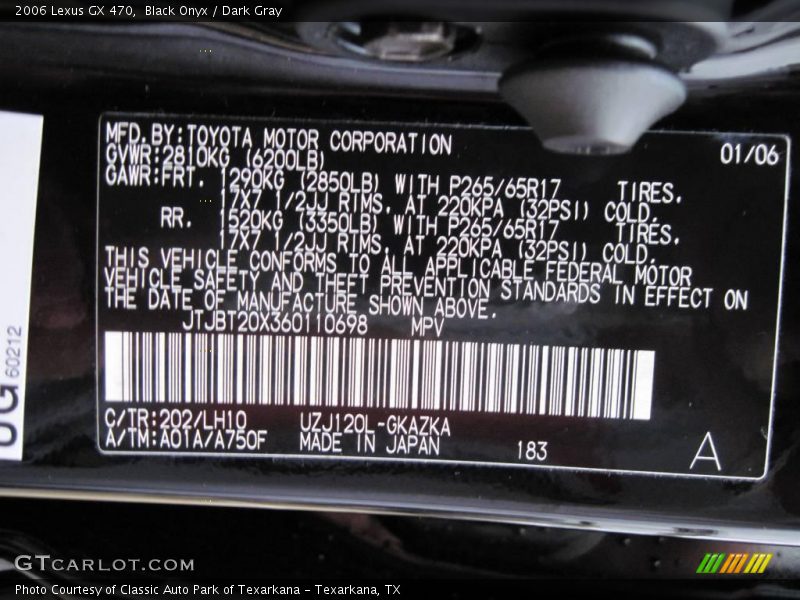 2006 Lexus GX 470, Black Onyx / Dark Gray
MFD.BY:TOYOTA MOTOR CORPORATION 01/06
GVWR:2810KG (6200LB)
GAWR:FRT. 1290KG (2850LB) WITH P265/65R17 TIRES.
17X7 1/2JJ RIMS. AT 220KPA (32PSI) COLD.
RR. 1520KG (3350LB) WITH P265/65R17 TIRES.
17X7 1/2JJ RIMS. AT 220KPA (32PSI) COLD.
THIS VEHICLE CONFORMS TO ALL APPLICABLE FEDERAL MOTOR
VEHICLE SAFETY AND THEFT PREVENTION STANDARDS IN EFFECT ON
THE DATE OF MANUFACTURE SHOWN ABOVE.
JTJBT20X360110698 MPV
C/TR:202/LH10 UZJ120L-GKAZKA
A/TM:A01A/A750F MADE IN JAPAN 183 A
UG 60212
GTCARLOT.COM
Photo Courtesy of Classic Auto Park of Texarkana - Texarkana, TX